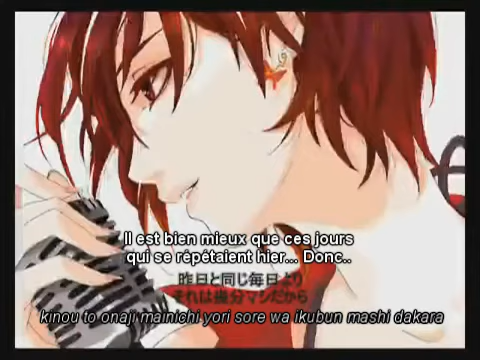 Il est bien mieux que ces jours
qui se répétaient hier... Donc..
昨日と同じ毎日より
それは幾分マシだから
kinou to onaji mainichi yori sore wa ikubun mashi dakara